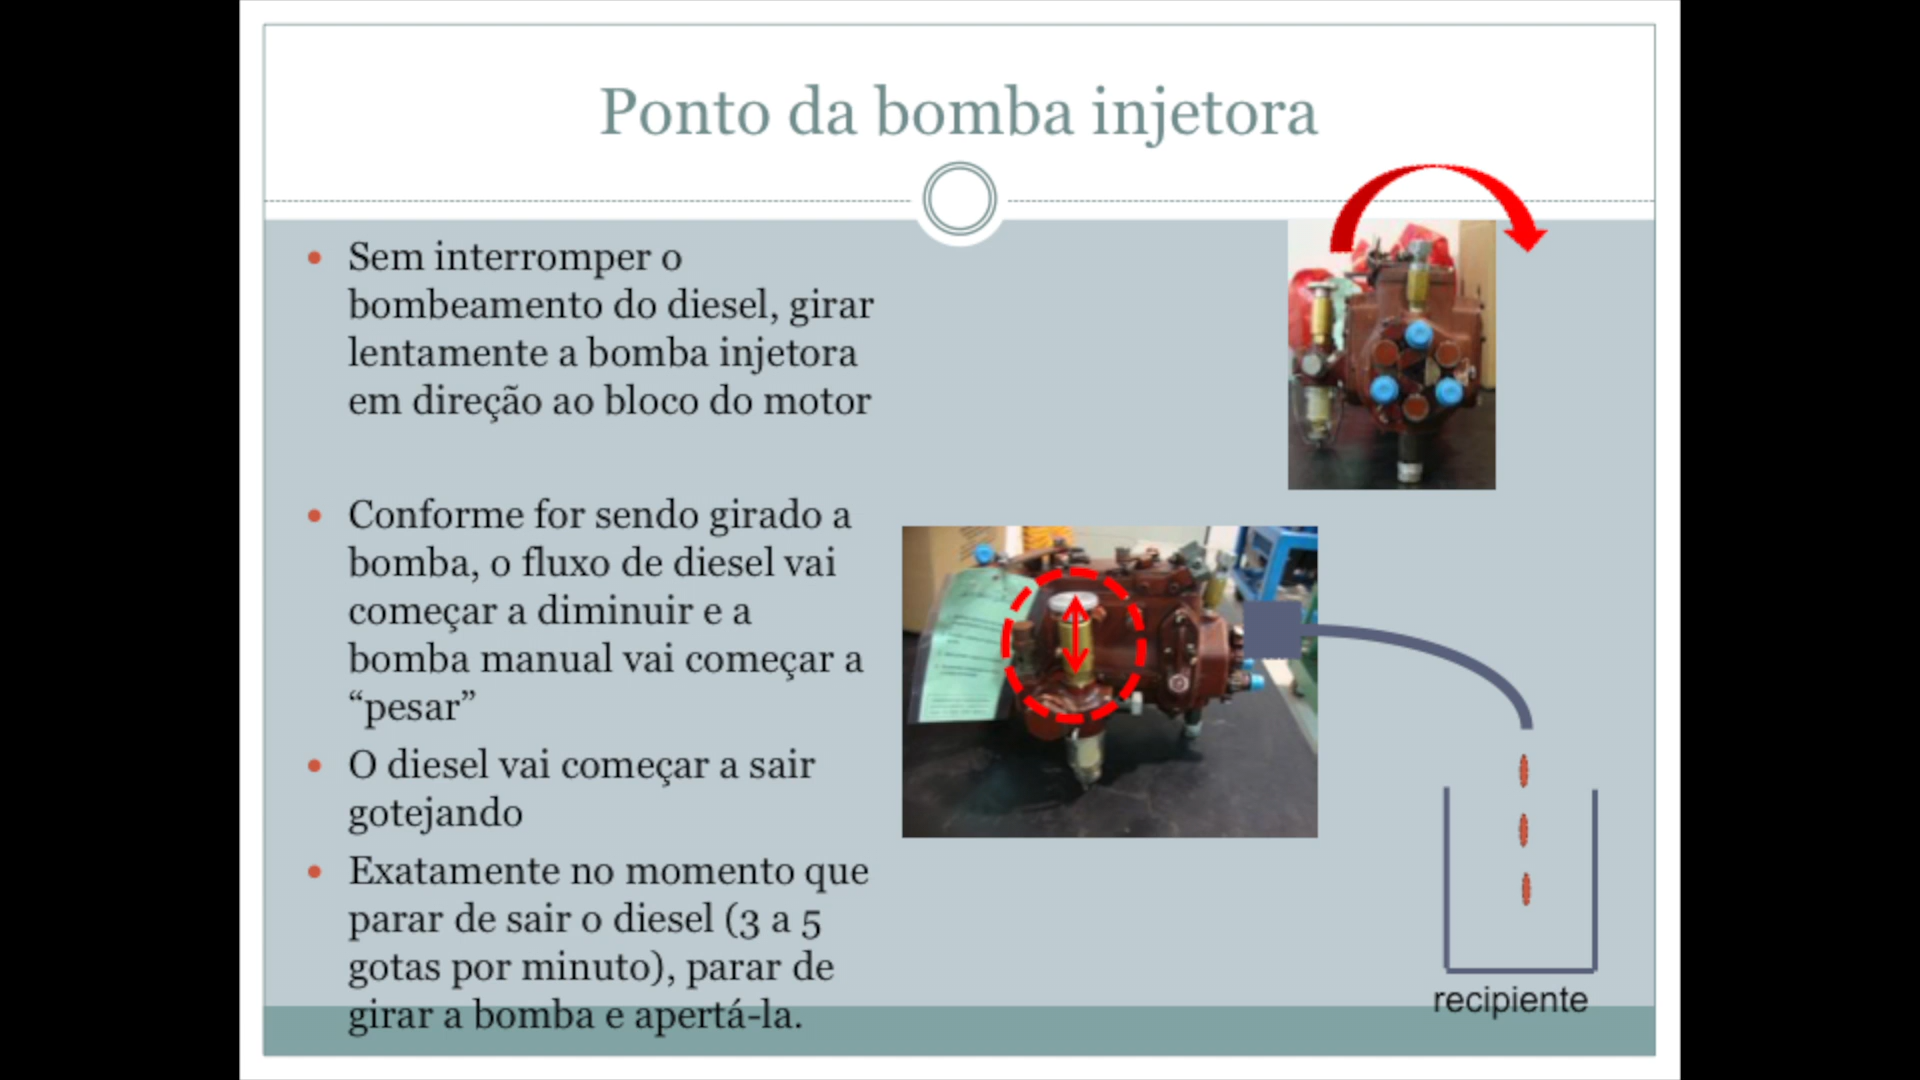 Ponto da bomba injetora
Sem interromper o
bombeamento do diesel, girar
lentamente a bomba injetora
em direção ao bloco do motor
Conforme for sendo girado a
bomba, o fluxo de diesel vai
começar a diminuir e a
bomba manual vai começar a
“pesar”
O diesel vai começar a sair
gotejando
Exatamente no momento que
parar de sair o diesel (3 a 5
gotas por minuto), parar de
girar a bomba e apertá-la.
recipiente